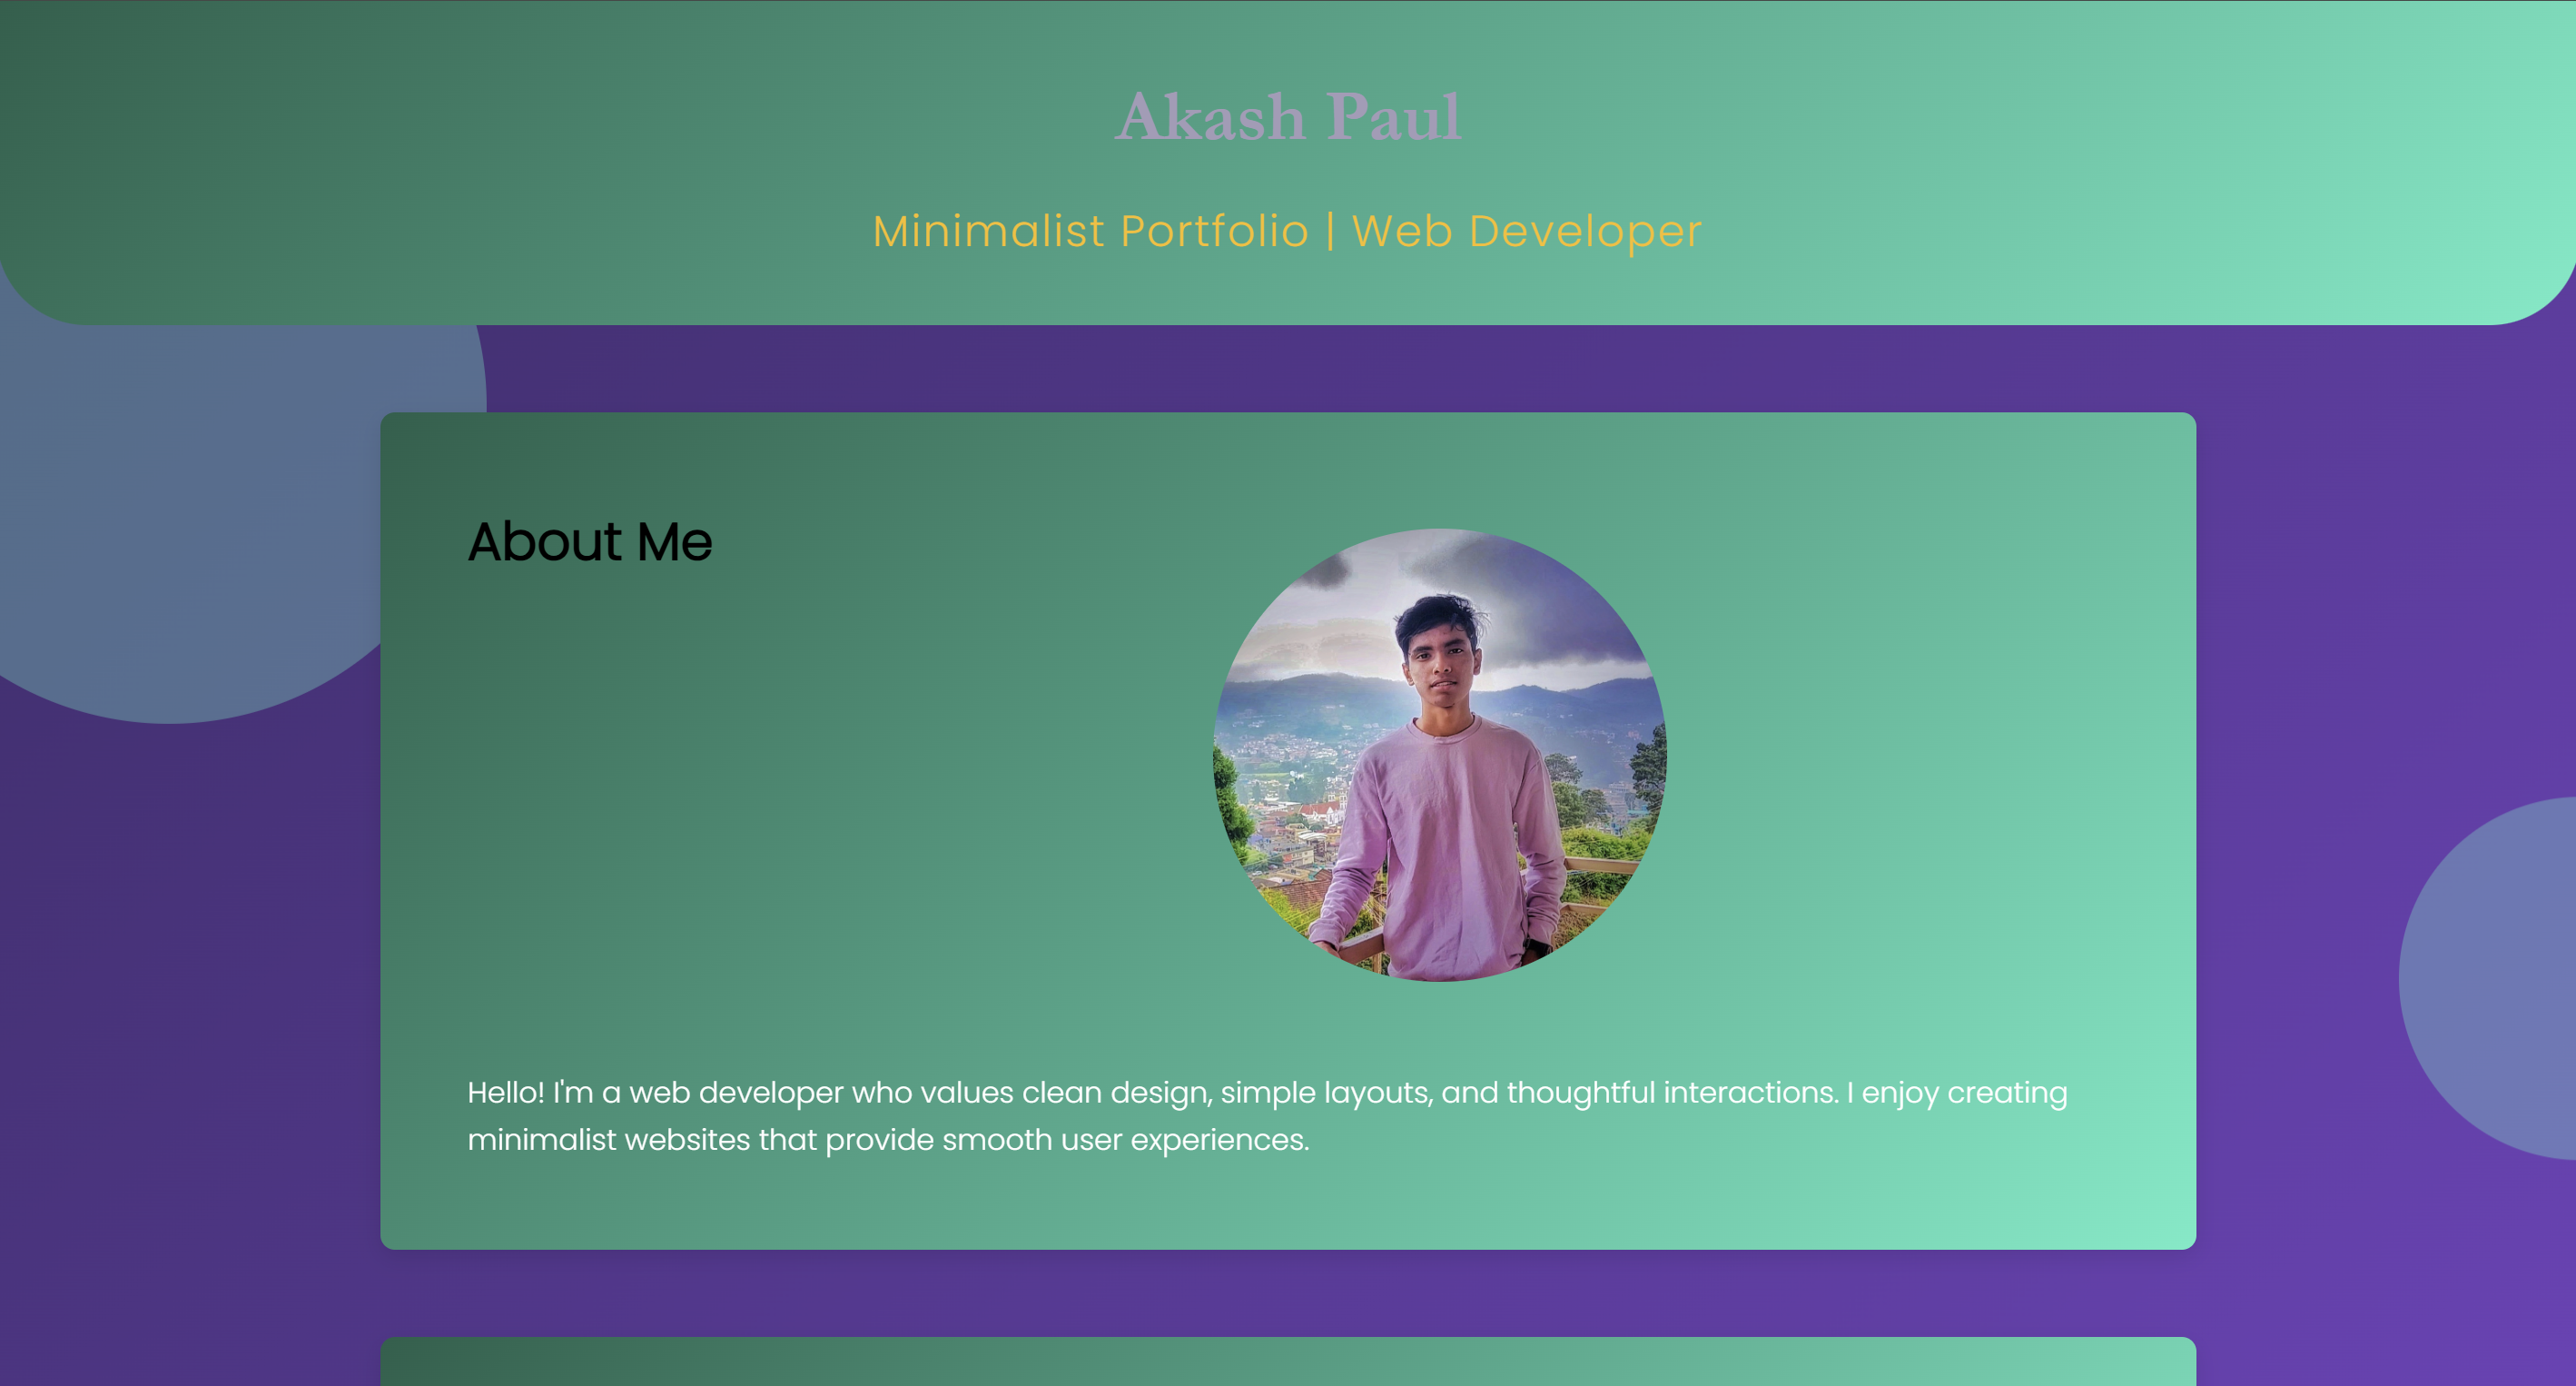 Akash Paul
Minimalist Portfolio | Web Developer
About Me
Hello! I'm a web developer who values clean design, simple layouts, and thoughtful interactions. I enjoy creating
minimalist websites that provide smooth user experiences.